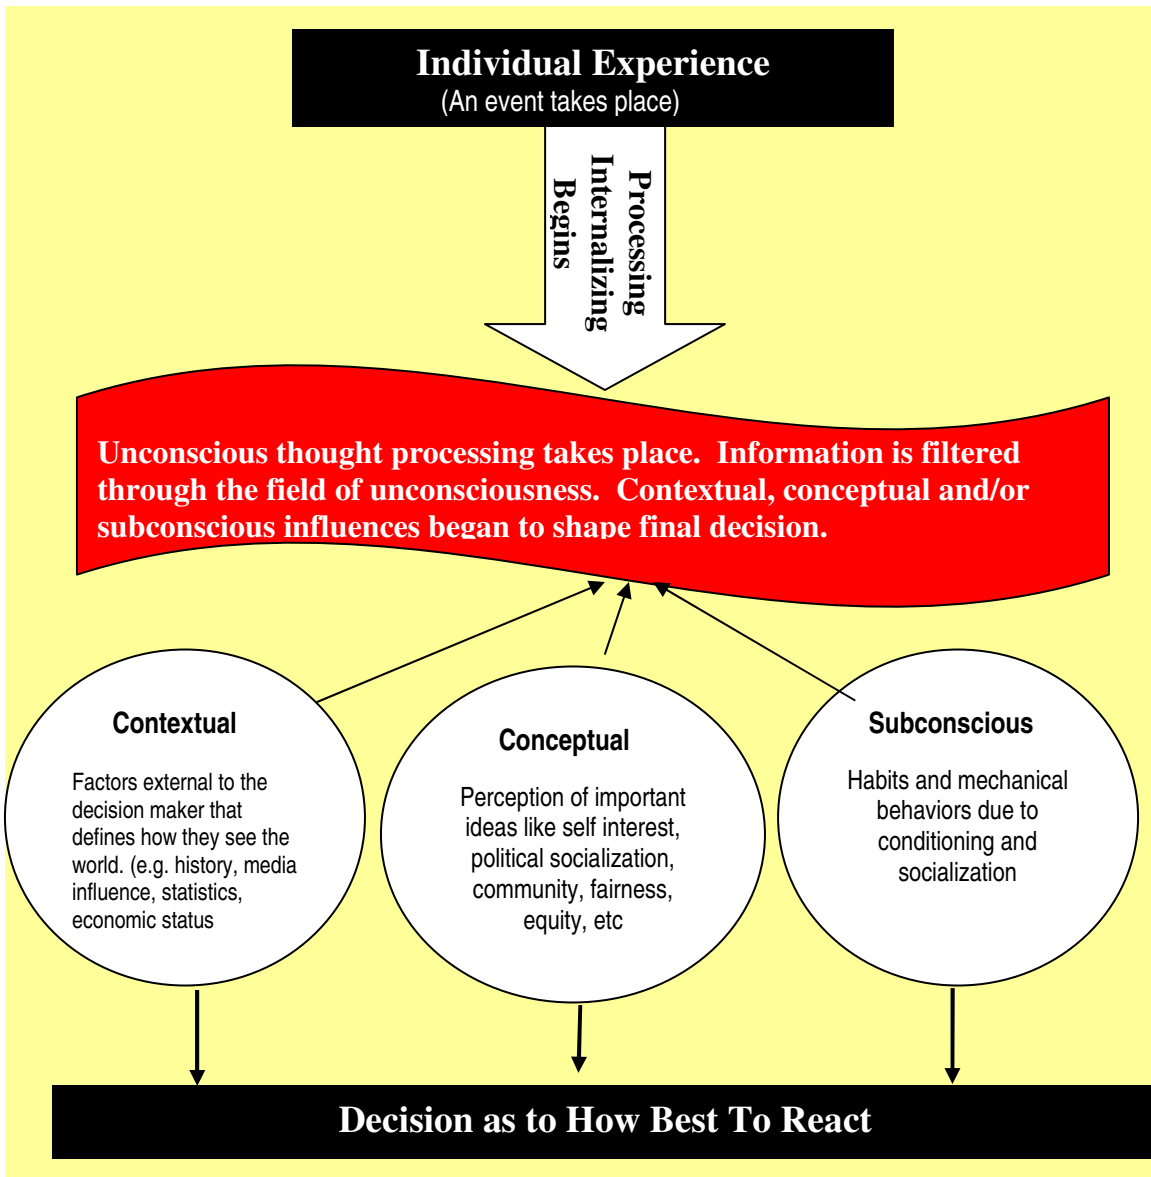 Individual Experience
(An event takes place)
Processing
Internalizing
Begins
Unconscious thought processing takes place.  Information is filtered
through the field of unconsciousness.  Contextual, conceptual and/or
subconscious influences began to shape final decision.
Contextual
Factors external to the
decision maker that
defines how they see the
world. (e.g. history, media
influence, statistics,
economic status
Conceptual
Perception of important
ideas like self interest,
political socialization,
community, fairness,
equity, etc
Subconscious
Habits and mechanical
behaviors due to
conditioning and
socialization
Decision as to How Best To React